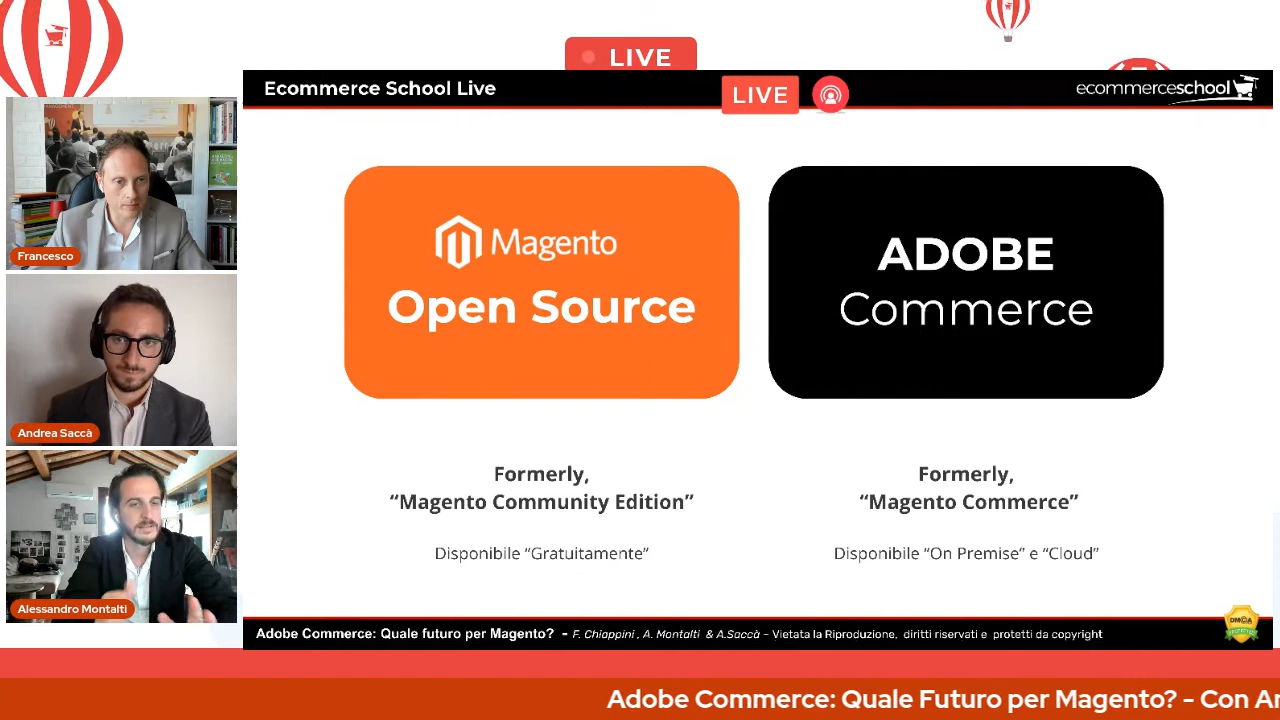 LIVE
Ecommerce School Live
LIVE
ecommerceschool
Francesco
Andrea Saccà
Alessandro Montalti
Magento
Open Source
ADOBE
Commerce
Formerly,
“Magento Community Edition”
Disponibile “Gratuitamente”
Formerly,
“Magento Commerce”
Disponibile “On Premise” e “Cloud”
Adobe Commerce: Quale futuro per Magento? - F. Chiappini , A. Montalti & A.Saccà – Vietata la Riproduzione, diritti riservati e protetti da copyright
DMCA
Adobe Commerce: Quale Futuro per Magento? - Con